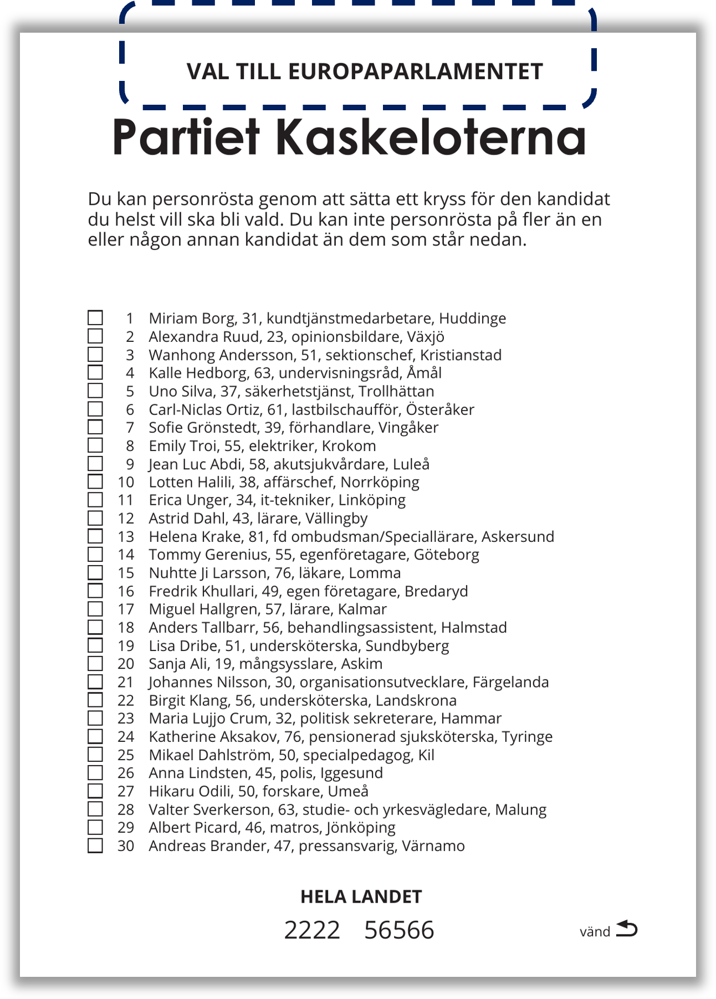 VAL TILL EUROPAPARLAMENTET
Partiet Kaskeloterna
Du kan personrösta genom att sätta ett kryss för den kandidat
du helst vill ska bli vald. Du kan inte personrösta på fler än en
eller någon annan kandidat än dem som står nedan.
1 Miriam Borg, 31, kundtjänstmedarbetare, Huddinge
2 Alexandra Ruud, 23, opinionsbildare, Växjö
3 Wanhong Andersson, 51, sektionschef, Kristianstad
4 Kalle Hedborg, 63, undervisningsråd, Åmål
5 Uno Silva, 37, säkerhetstjänst, Trollhättan
6 Carl-Niclas Ortiz, 61, lastbilschaufför, Österåker
7 Sofie Grönstedt, 39, förhandlare, Vingåker
8 Emily Troi, 55, elektriker, Krokom
9 Jean Luc Abdi, 58, akutsjukvårdare, Luleå
10 Lotten Halili, 38, affärschef, Norrköping
11 Erica Unger, 34, it-tekniker, Linköping
12 Astrid Dahl, 43, lärare, Vällingby
13 Helena Krake, 81, fd ombudsman/Speciallärare, Askersund
14 Tommy Gerenius, 55, egenföretagare, Göteborg
15 Nuhtte Ji Larsson, 76, läkare, Lomma
16 Fredrik Khullari, 49, egen företagare, Bredaryd
17 Miguel Hallgren, 57, lärare, Kalmar
18 Anders Tallbarr, 56, behandlingsassistent, Halmstad
19 Lisa Dribe, 51, undersköterska, Sundbyberg
20 Sanja Ali, 19, mångsysslare, Askim
21 Johannes Nilsson, 30, organisationsutvecklare, Färgelanda
22 Birgit Klang, 56, undersköterska, Landskrona
23 Maria Lujjo Crum, 32, politisk sekreterare, Hammar
24 Katherine Aksakov, 76, pensionerad sjuksköterska, Tyringe
25 Mikael Dahlström, 50, specialpedagog, Kil
26 Anna Lindsten, 45, polis, Iggesund
27 Hikaru Odili, 50, forskare, Umeå
28 Valter Sverkerson, 63, studie- och yrkesvägledare, Malung
29 Albert Picard, 46, matros, Jönköping
30 Andreas Brander, 47, pressansvarig, Värnamo
HELA LANDET
2222 56566
vänd